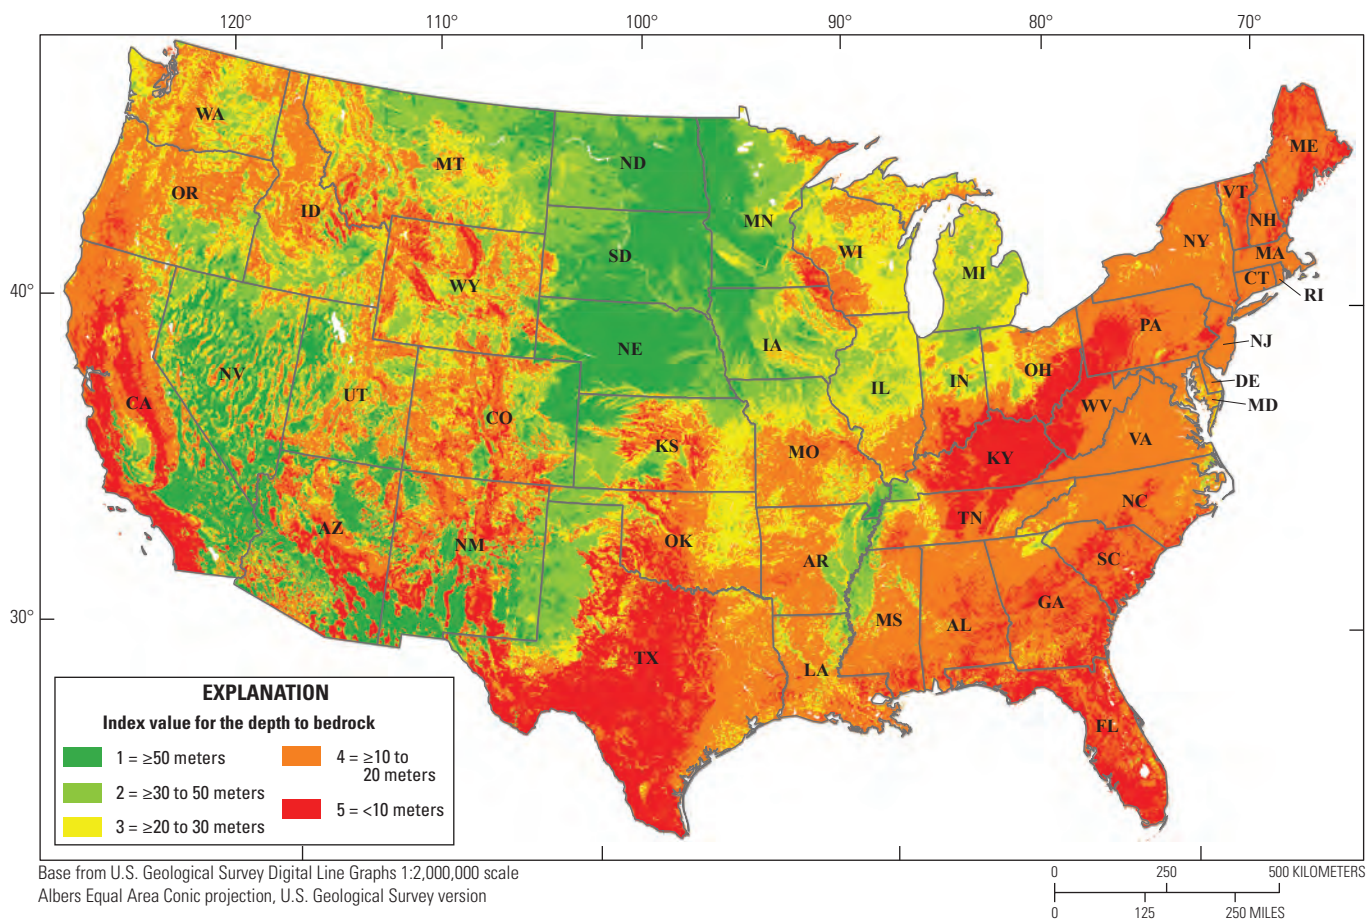 120°
110°
100°
90°
80°
70°
40°
30°
WA
OR
ID
MT
ND
MN
SD
WY
NE
IA
WI
MI
IL
IN
OH
PA
NY
VT
NH
ME
MA
CT
RI
NJ
DE
MD
WV
VA
KY
TN
NC
SC
GA
AL
MS
AR
LA
MO
KS
OK
TX
NM
CO
UT
AZ
NV
CA
FL
EXPLANATION
Index value for the depth to bedrock
1 = ≥50 meters
2 = ≥30 to 50 meters
3 = ≥20 to 30 meters
4 = ≥10 to
20 meters
5 = <10 meters
Base from U.S. Geological Survey Digital Line Graphs 1:2,000,000 scale
Albers Equal Area Conic projection, U.S. Geological Survey version
0 250 500 KILOMETERS
0 125 250 MILES